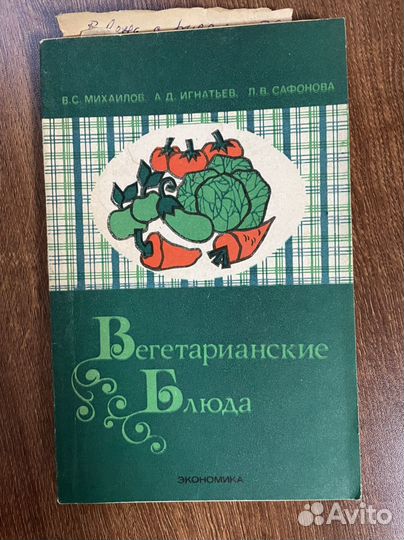 В.С. МИХАЙЛОВ, А.Д. ИГНАТЬЕВ, Л.В. САФОНОВА
Вегетарианские
Блюда
ЭКОНОМИКА
Avito